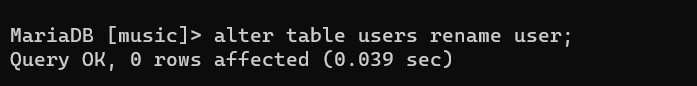 MariaDB [music]> alter table users rename user;
Query OK, 0 rows affected (0.039 sec)